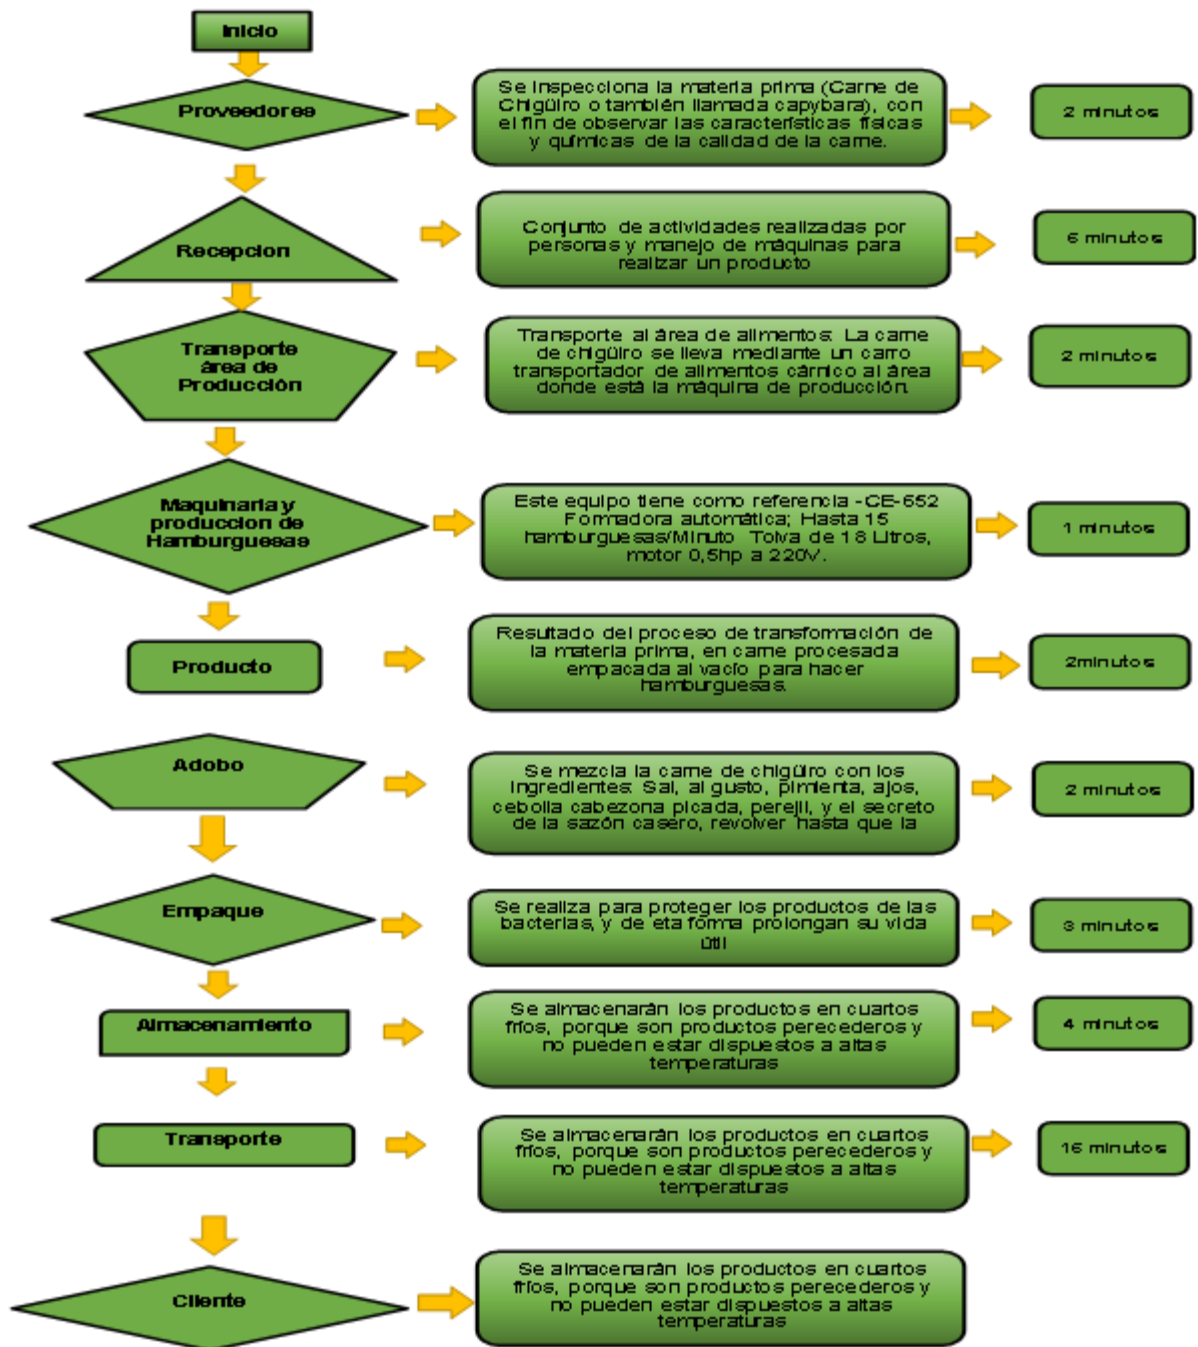 Inicio
Proveedores
Se inspecciona la materia prima (Carne de
Chigüiro o también llamada capybara), con
el fin de observar las características físicas
y químicas de la calidad de la carne.
2 minutos
Recepcion
Conjunto de actividades realizadas por
personas y manejo de máquinas para
realizar un producto
6 minutos
Transporte
área de
Producción
Transporte al área de alimentos. La carne
de chigüiro se lleva mediante un carro
transportador de alimentos cárnico al área
donde está la máquina de producción.
2 minutos
Maquinaria y
produccion de
Hamburguesas
Este equipo tiene como referencia -CE-652
Formadora automática; Hasta 15
hamburguesas/Minuto Tolva de 18 Litros,
motor 0,5hp a 220V.
1 minutos
Producto
Resultado del proceso de transformación de
la materia prima, en carne procesada
empacada al vacío para hacer
hamburguesas.
2minutos
Adobo
Se mezcla la carne de chigüiro con los
ingredientes: Sal, al gusto, pimienta, ajos,
cebolla cabezona picada, perejil, y el secreto
de la sazón casero, revolver hasta que la
2 minutos
Empaque
Se realiza para proteger los productos de las
bacterias, y de eta forma prolongan su vida
útil
3 minutos
Almacenamiento
Se almacenarán los productos en cuartos
fríos, porque son productos perecederos y
no pueden estar dispuestos a altas
temperaturas
4 minutos
Transporte
Se almacenarán los productos en cuartos
fríos, porque son productos perecederos y
no pueden estar dispuestos a altas
temperaturas
16 minutos
Cliente
Se almacenarán los productos en cuartos
fríos, porque son productos perecederos y
no pueden estar dispuestos a altas
temperaturas